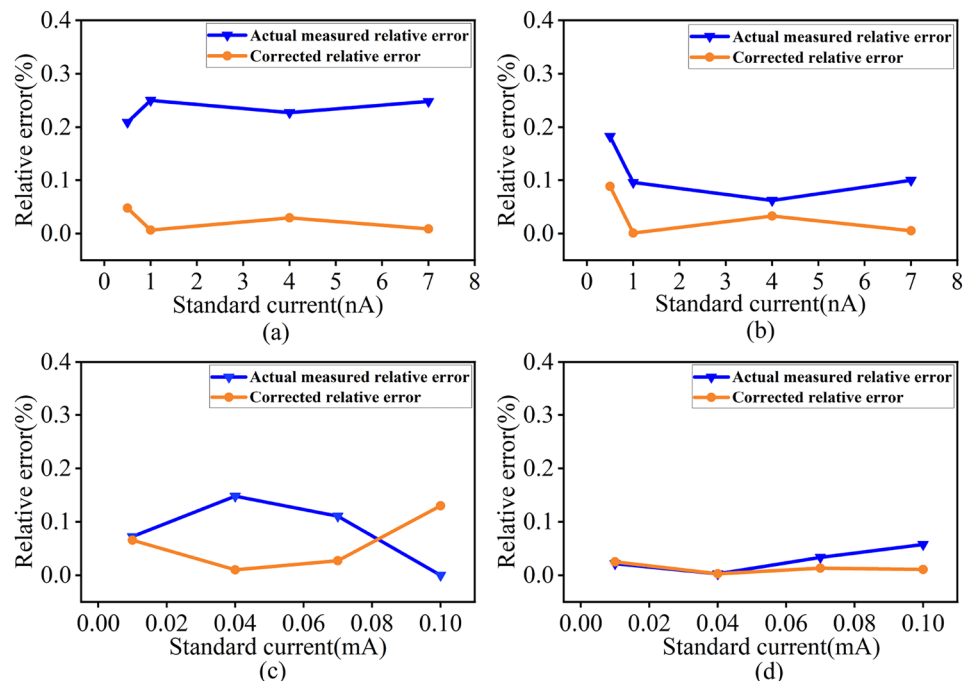 0.4
0.3
0.2
0.1
0.0
Relative error(%)
Actual measured relative error
Corrected relative error
0 1 2 3 4 5 6 7 8
Standard current(nA)
(a)
0.4
0.3
0.2
0.1
0.0
Relative error(%)
Actual measured relative error
Corrected relative error
0 1 2 3 4 5 6 7 8
Standard current(nA)
(b)
0.4
0.3
0.2
0.1
0.0
Relative error(%)
Actual measured relative error
Corrected relative error
0.00 0.02 0.04 0.06 0.08 0.10
Standard current(mA)
(c)
0.4
0.3
0.2
0.1
0.0
Relative error(%)
Actual measured relative error
Corrected relative error
0.00 0.02 0.04 0.06 0.08 0.10
Standard current(mA)
(d)